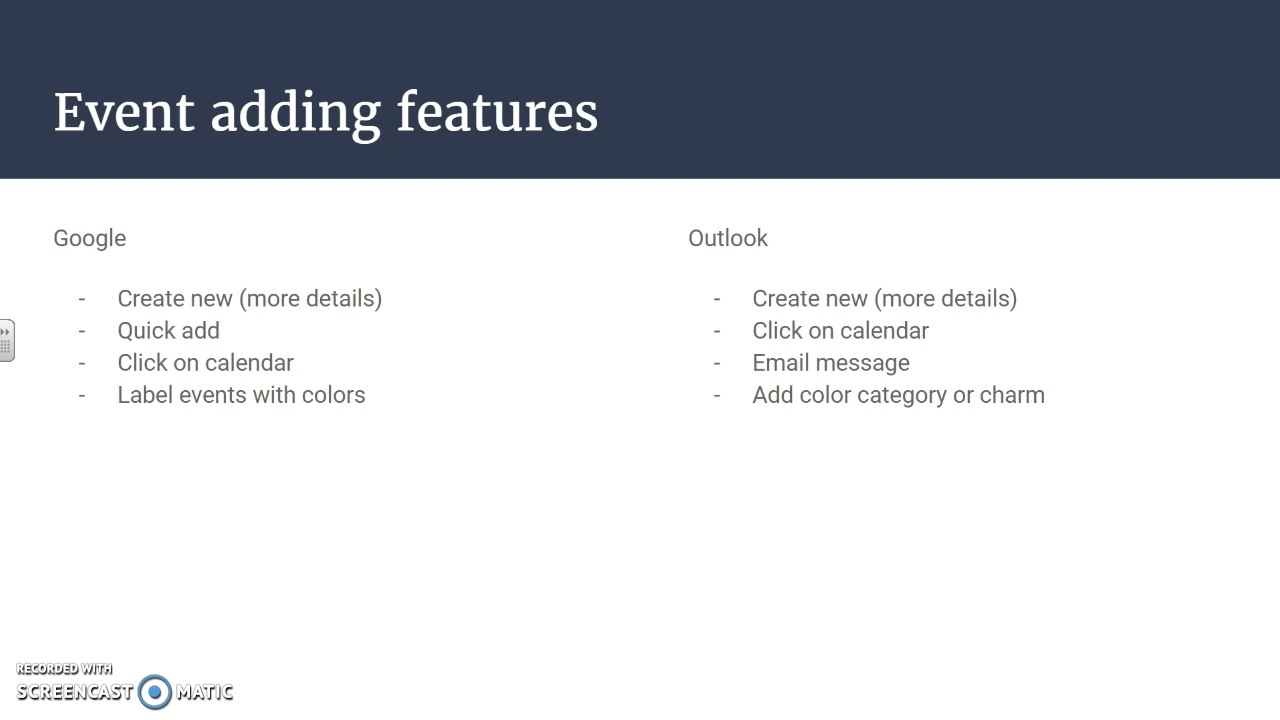 Event adding features
Google
- Create new (more details)
- Quick add
- Click on calendar
- Label events with colors
Outlook
- Create new (more details)
- Click on calendar
- Email message
- Add color category or charm
RECORDED WITH
SCREENCAST MATIC